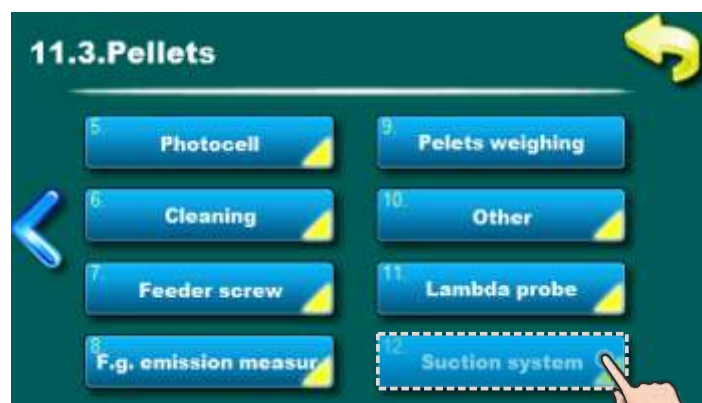 11.3.Pellets
5. Photocell
9. Pelets weighing
6. Cleaning
10. Other
7. Feeder screw
11. Lambda probe
8. F.g. emission measur
12. Suction system